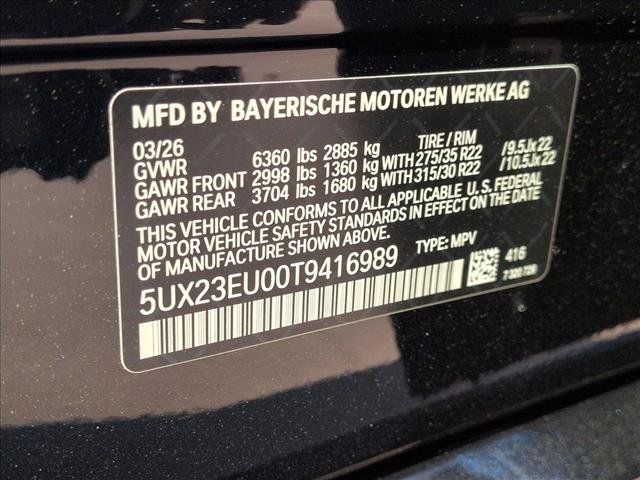 MFD BY BAYERISCHE MOTOREN WERKE AG
03/26 TIRE / RIM
GVWR 6360 lbs 2885 kg
GAWR FRONT 2998 lbs 1360 kg WITH 275/35 R22 /9.5Jx22
GAWR REAR 3704 lbs 1680 kg WITH 315/30 R22 /10.5Jx22
THIS VEHICLE CONFORMS TO ALL APPLICABLE U.S. FEDERAL
MOTOR VEHICLE SAFETY STANDARDS IN EFFECT ON THE DATE
OF MANUFACTURE SHOWN ABOVE.
5UX23EU00T9416989 TYPE: MPV
416